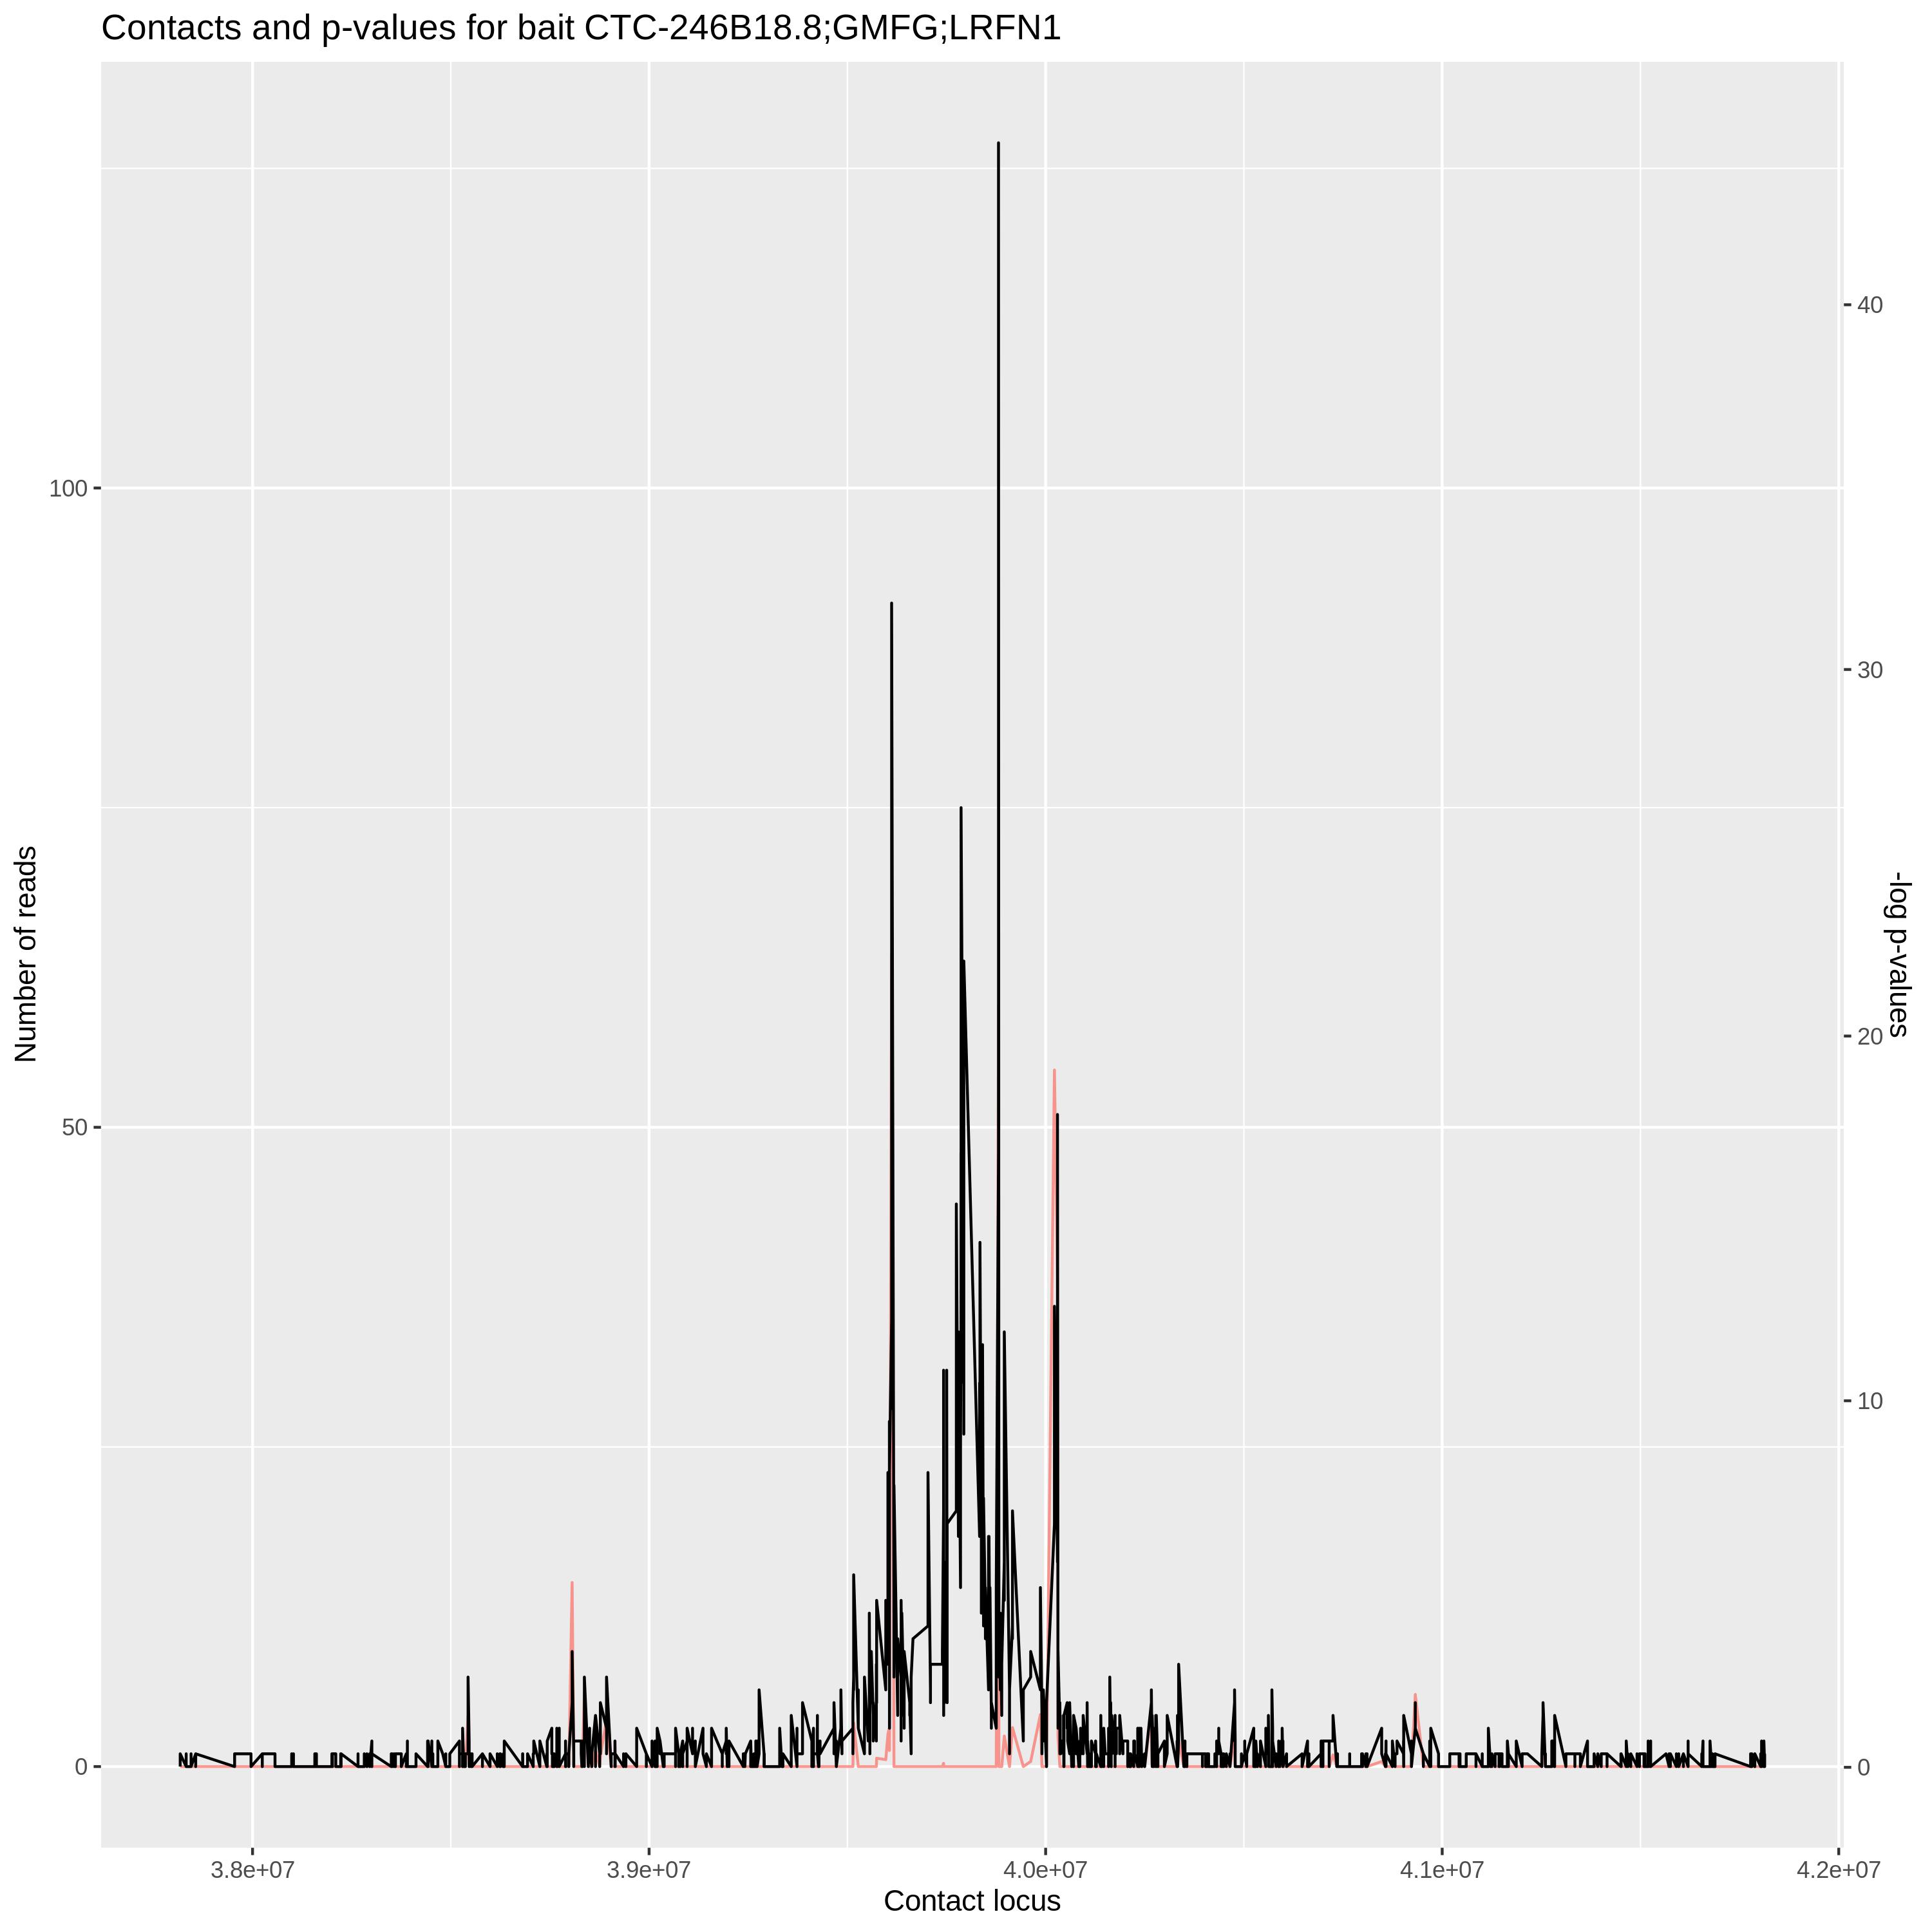 Contacts and p-values for bait CTC-246B18.8;GMFG;LRFN1
Number of reads
100
50
0
40
30
20
10
0
-log p-values
3.8e+07 3.9e+07 4.0e+07 4.1e+07 4.2e+07
Contact locus